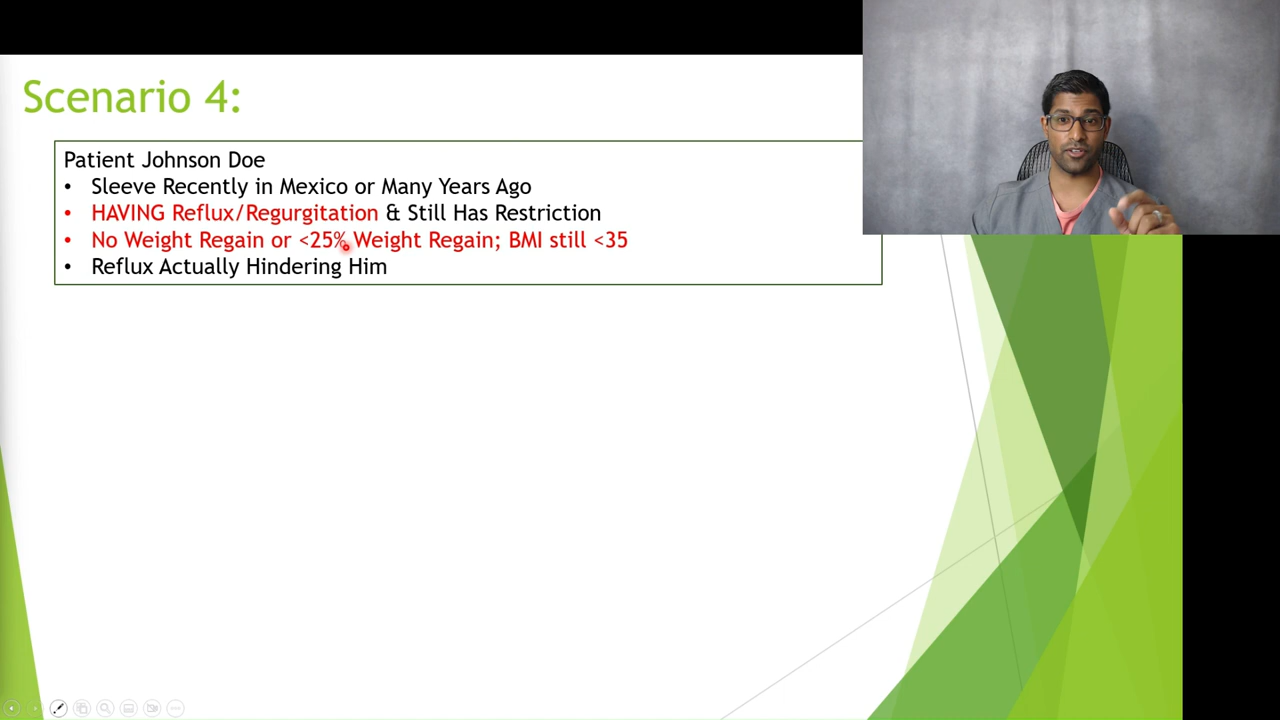 Scenario 4:
Patient Johnson Doe
• Sleeve Recently in Mexico or Many Years Ago
• HAVING Reflux/Regurgitation & Still Has Restriction
• No Weight Regain or <25% Weight Regain; BMI still <35
• Reflux Actually Hindering Him